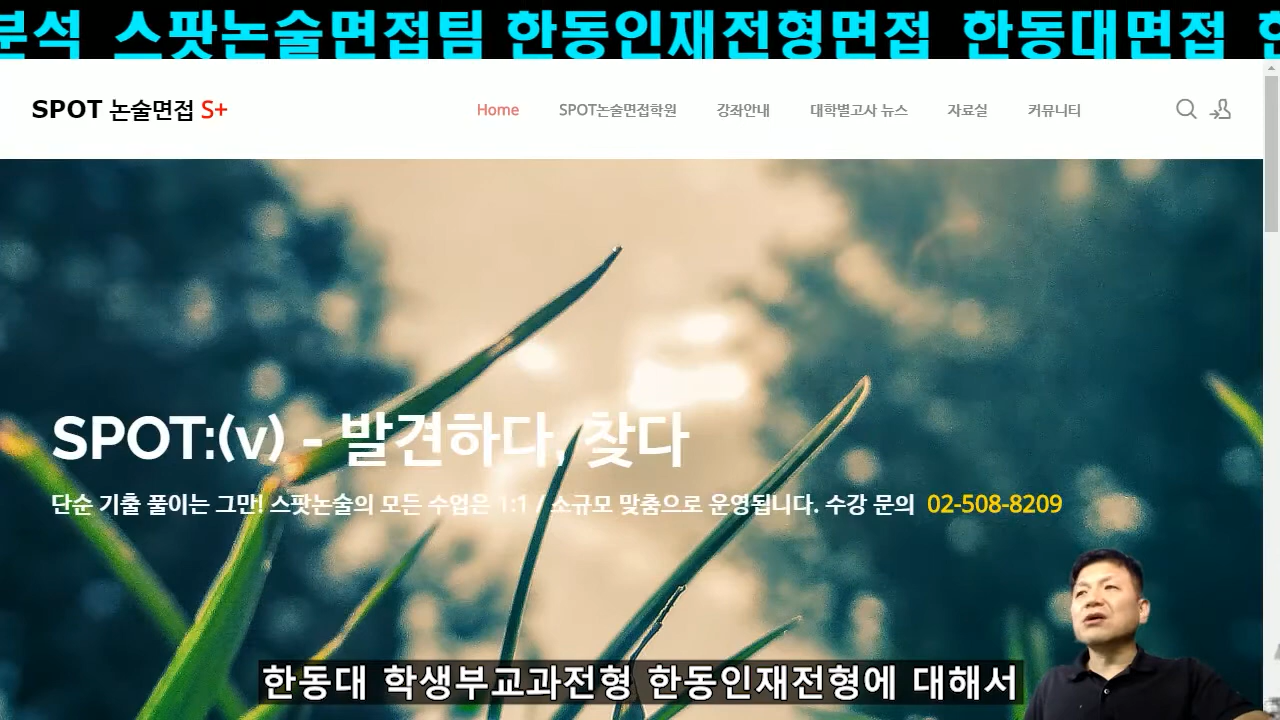 분석 스팟논술면접팀 한동인재전형면접 한동대면접
SPOT 논술면접 S+
Home SPOT논술면접학원 강좌안내 대학별고사 뉴스 자료실 커뮤니티
SPOT:(v) - 발견하다, 찾다
단순 기출 풀이는 그만! 스팟논술의 모든 수업은 1:1 / 소규모 맞춤으로 운영됩니다. 수강 문의 02-508-8209
한동대 학생부교과전형 한동인재전형에 대해서